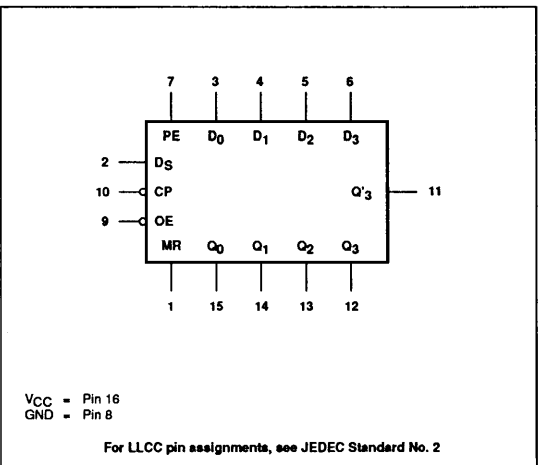 7 3 4 5 6
PE D0 D1 D2 D3
2 DS
10 CP Q'3 11
9 OE
MR Q0 Q1 Q2 Q3
1 15 14 13 12
VCC = Pin 16
GND = Pin 8
For LLCC pin assignments, see JEDEC Standard No. 2